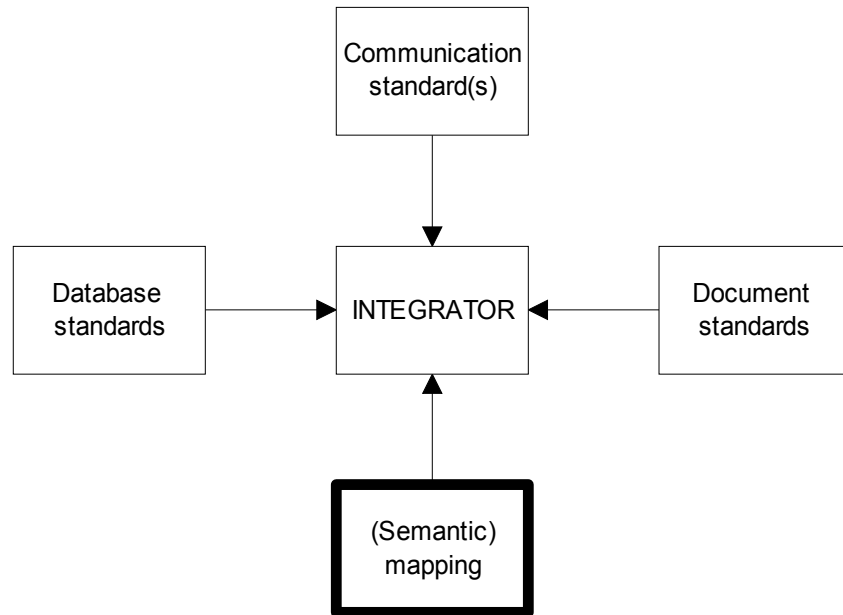 Communication
standard(s)
Database
standards
INTEGRATOR
Document
standards
(Semantic)
mapping